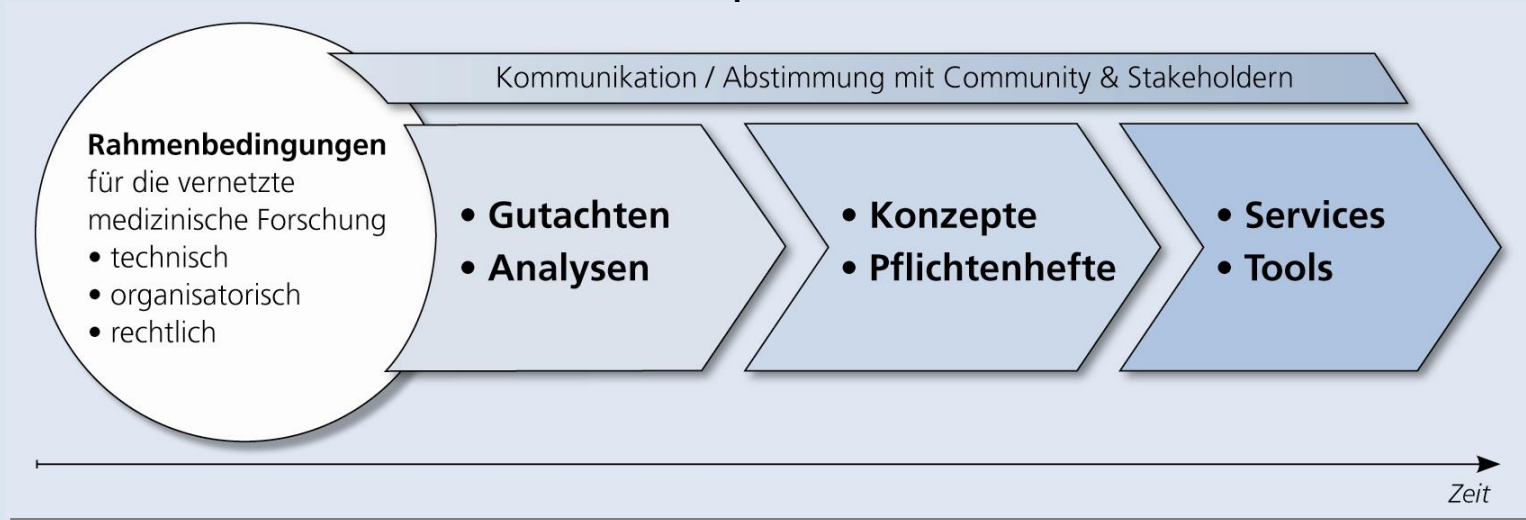 Kommunikation / Abstimmung mit Community & Stakeholdern
Rahmenbedingungen
für die vernetzte
medizinische Forschung
• technisch
• organisatorisch
• rechtlich
• Gutachten
• Analysen
• Konzepte
• Pflichtenhefte
• Services
• Tools
Zeit